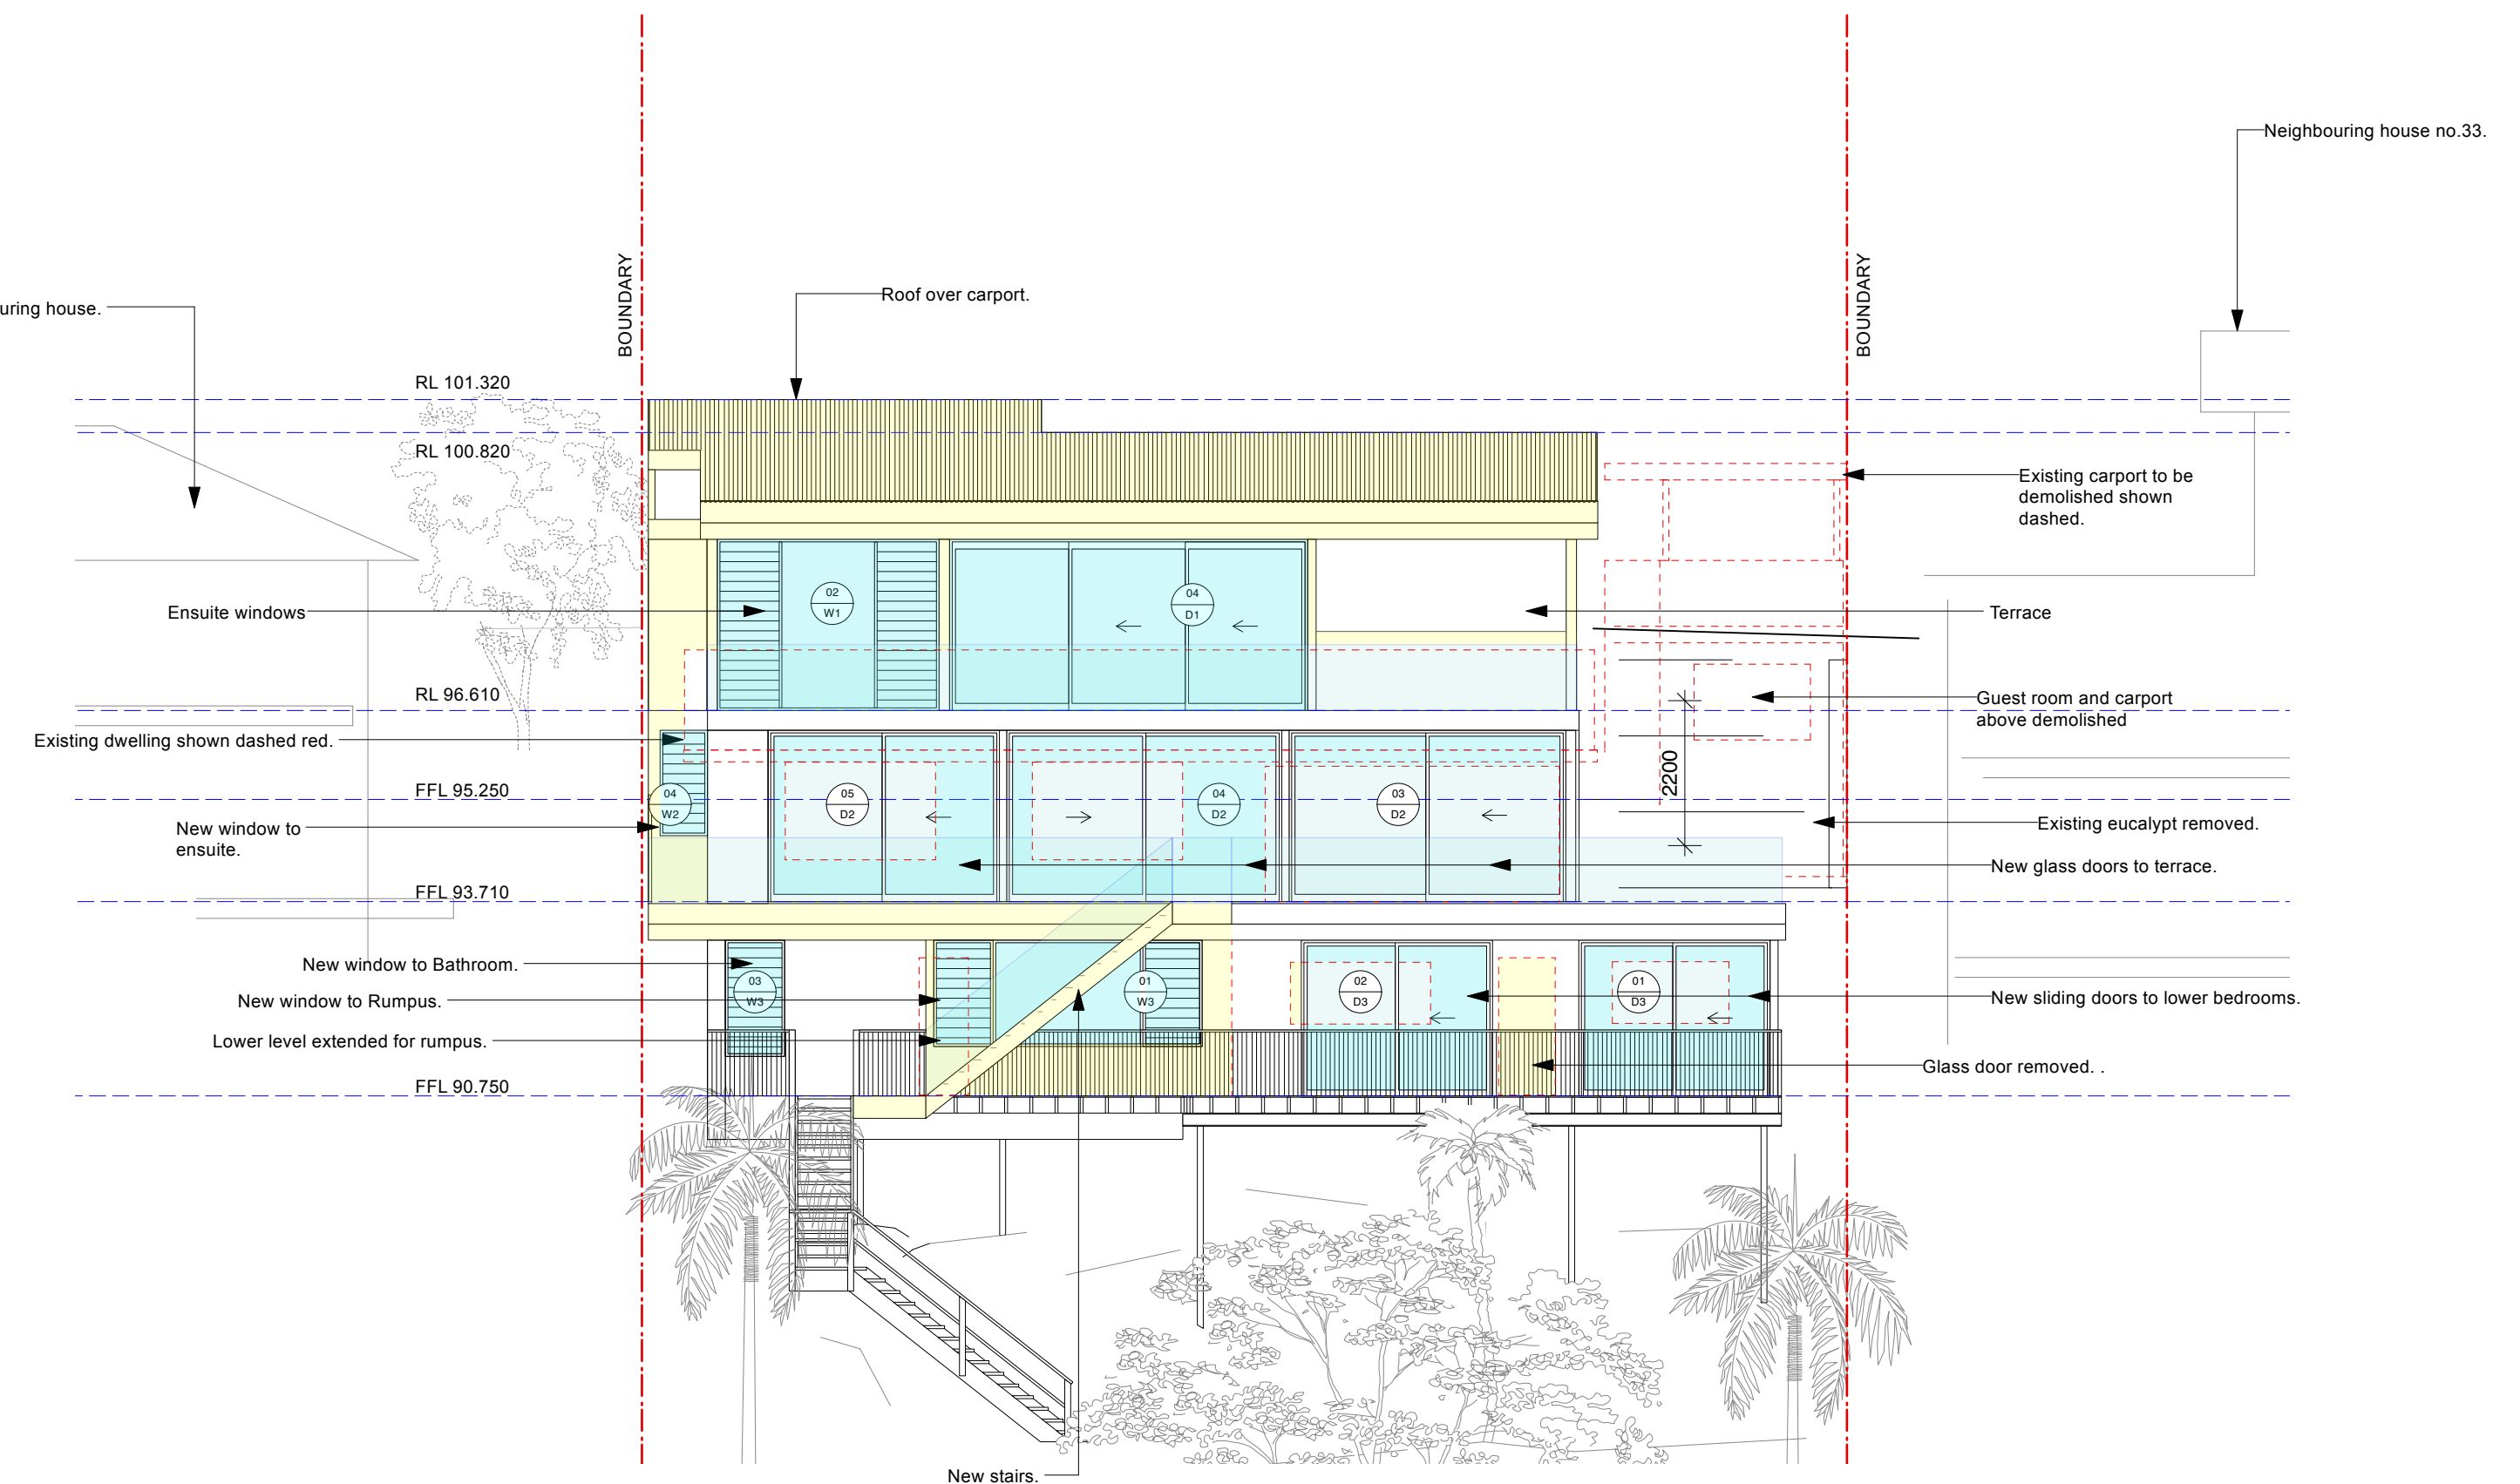 Neighbouring house no.33.
BOUNDARY
BOUNDARY
Roof over carport.
uring house.
RL 101.320
RL 100.820
Existing carport to be
demolished shown
dashed.
Ensuite windows
02
W1
04
D1
Terrace
RL 96.610
Guest room and carport
above demolished
Existing dwelling shown dashed red.
2200
FFL 95.250
04
W2
05
D2
04
D2
03
D2
New window to
ensuite.
Existing eucalypt removed.
New glass doors to terrace.
FFL 93.710
New window to Bathroom.
03
W3
01
W3
02
D3
01
D3
New window to Rumpus.
New sliding doors to lower bedrooms.
Lower level extended for rumpus.
Glass door removed. .
FFL 90.750
New stairs.